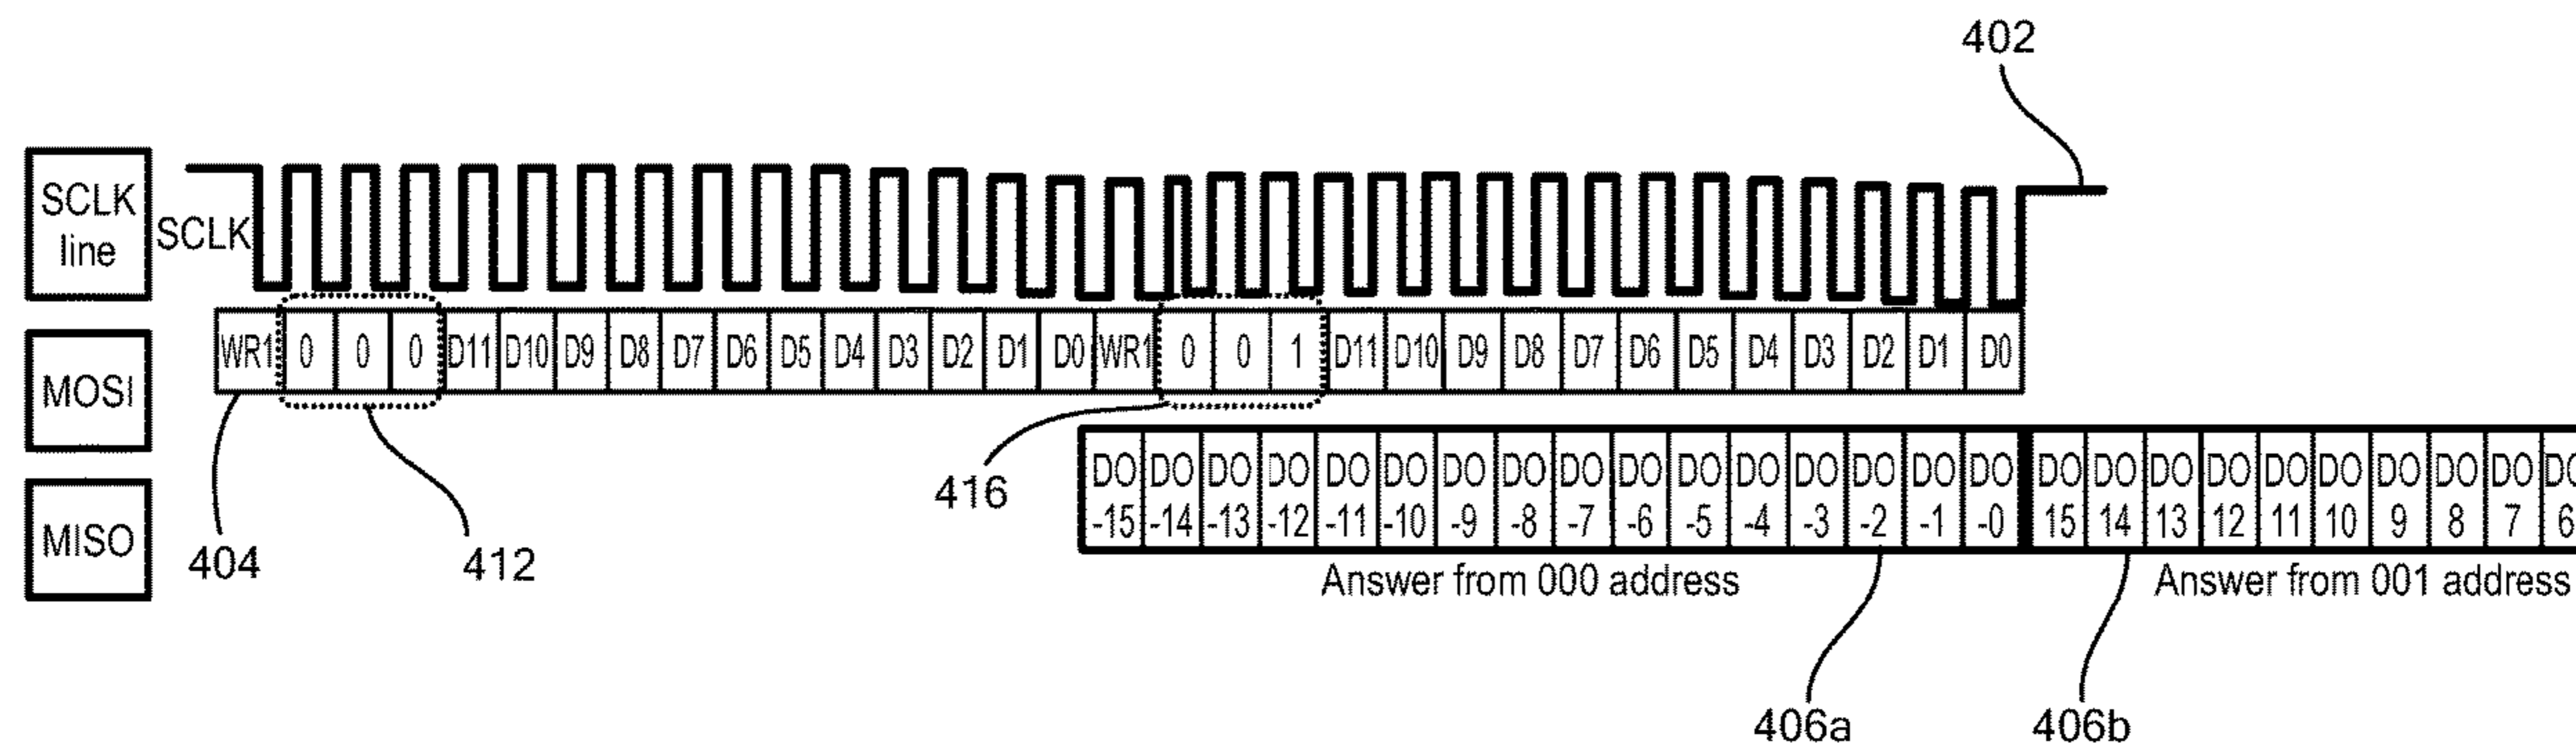 402
SCLK
line
SCLK
MOSI
WR1 0 0 0 D11 D10 D9 D8 D7 D6 D5 D4 D3 D2 D1 D0 WR1 0 0 1 D11 D10 D9 D8 D7 D6 D5 D4 D3 D2 D1 D0
416
MISO
DO DO DO DO DO DO DO DO DO DO DO DO DO DO DO DO DO DO DO DO DO DO DO DO DO
-15 -14 -13 -12 -11 -10 -9 -8 -7 -6 -5 -4 -3 -2 -1 -0 15 14 13 12 11 10 9 8 7 6
404
412
Answer from 000 address
Answer from 001 address
406a
406b